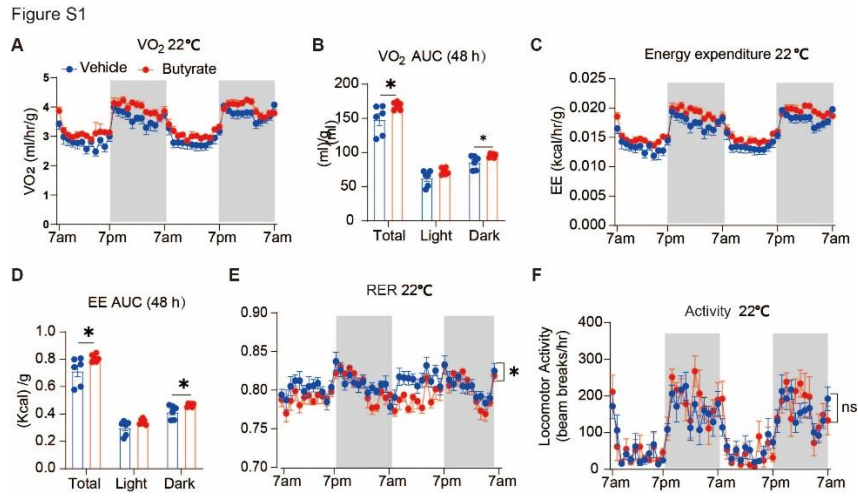 Figure S1
A
VO2 22℃
Vehicle
Butyrate
VO2 (ml/hr/g)
5
4
3
2
1
0
7am 7pm 7am 7pm 7am
B
VO2 AUC (48 h)
(ml)/g
(ml)
200
150
100
50
0
*
*
Total Light Dark
C
Energy expenditure 22℃
EE (kcal/hr/g)
0.025
0.020
0.015
0.010
0.005
0.000
7am 7pm 7am 7pm 7am
D
EE AUC (48 h)
(Kcal) /g
1.0
0.8
0.6
0.4
0.2
0.0
*
*
Total Light Dark
E
RER 22℃
0.90
0.85
0.80
0.75
0.70
*
7am 7pm 7am 7pm 7am
F
Activity 22℃
Locomotor Activity
(beam breaks/hr)
400
300
200
100
0
ns
7am 7pm 7am 7pm 7am